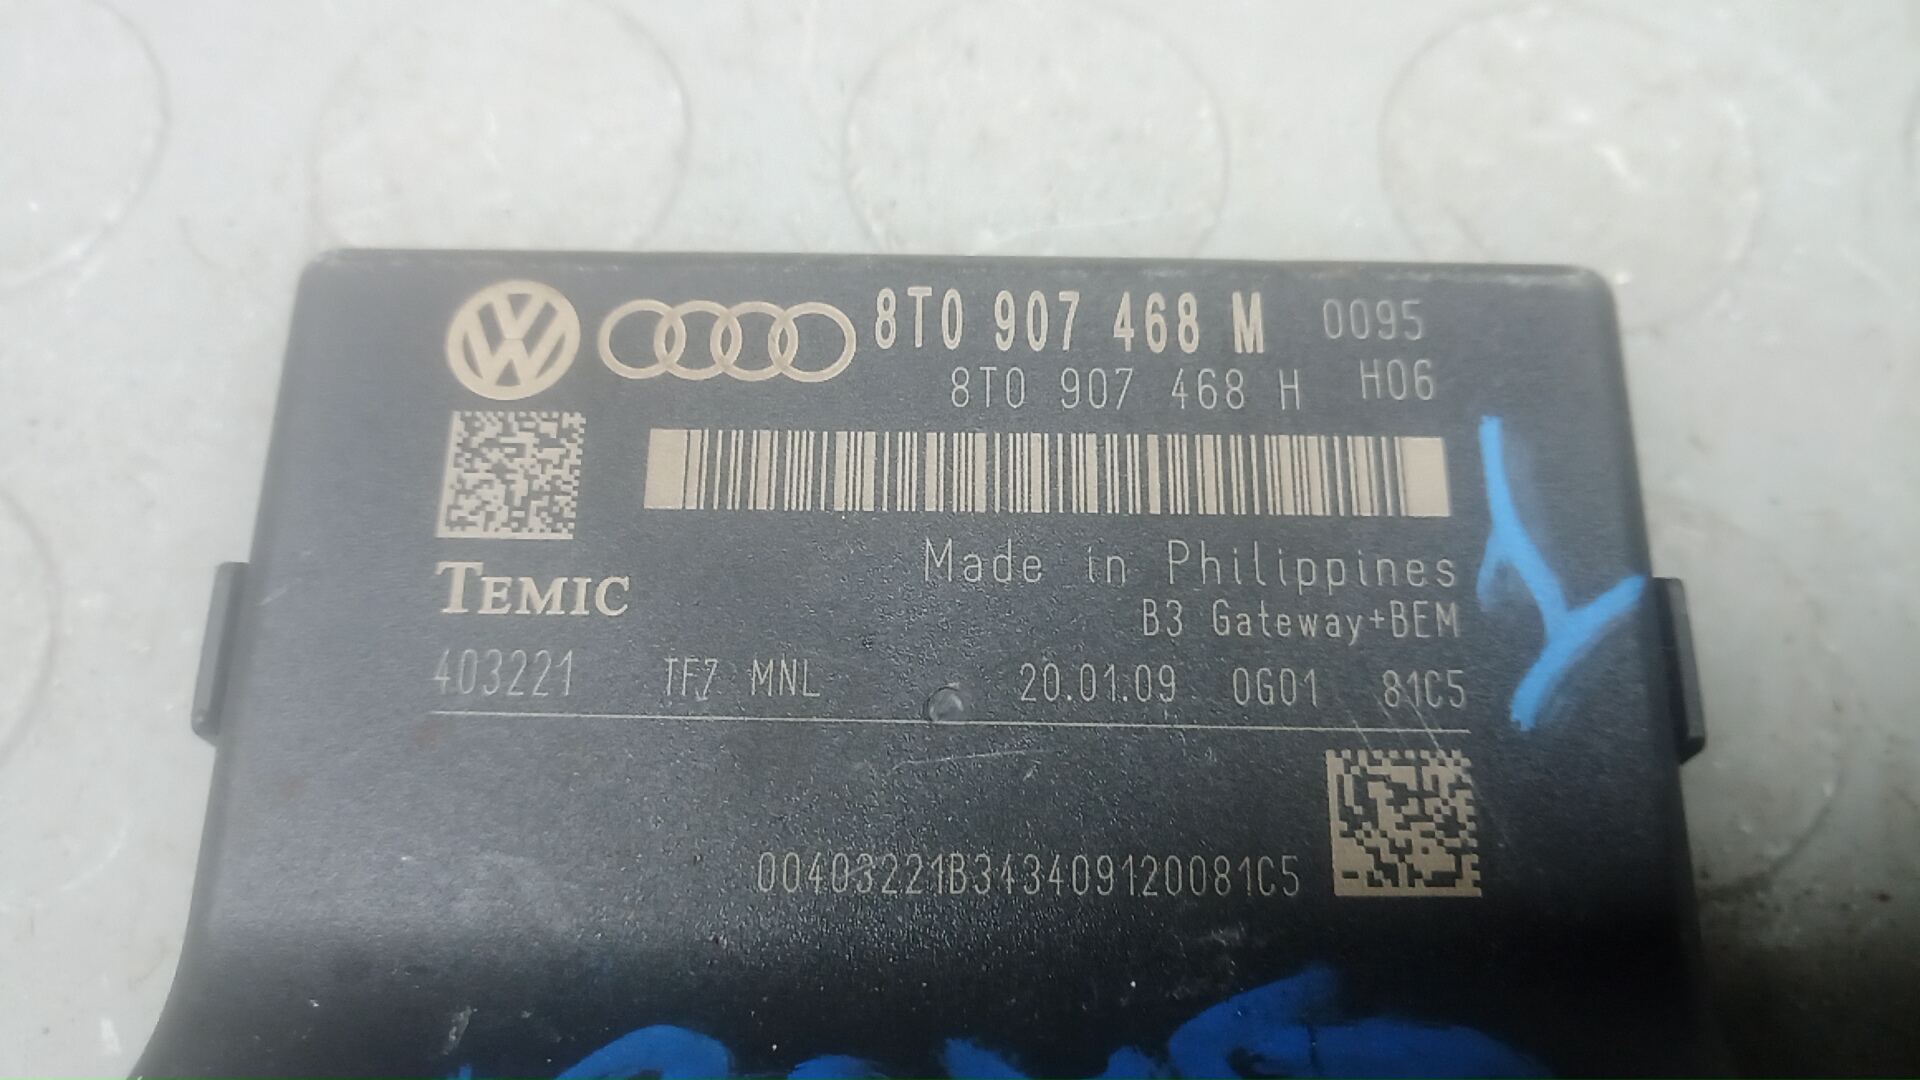 8T0 907 468 M 0095
8T0 907 468 H H06
TEMIC
Made in Philippines
B3 Gateway+BEM
403221 TF7 MNL 20.01.09 0G01 81C5
00403221B343409120081C5